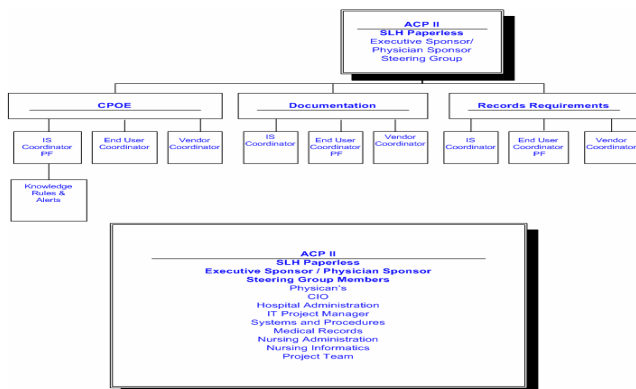 ACP II
SLH Paperless
Executive Sponsor/
Physician Sponsor
Steering Group
CPOE
Documentation
Records Requirements
IS
Coordinator
PF
End User
Coordinator
Vendor
Coordinator
IS
Coordinator
End User
Coordinator
PF
Vendor
Coordinator
IS
Coordinator
End User
Coordinator
PF
Vendor
Coordinator
Knowledge
Rules &
Alerts
ACP II
SLH Paperless
Executive Sponsor / Physician Sponsor
Steering Group Members
Physican's
CIO
Hospital Administration
IT Project Manager
Systems and Procedures
Medical Records
Nursing Administration
Nursing Informatics
Project Team